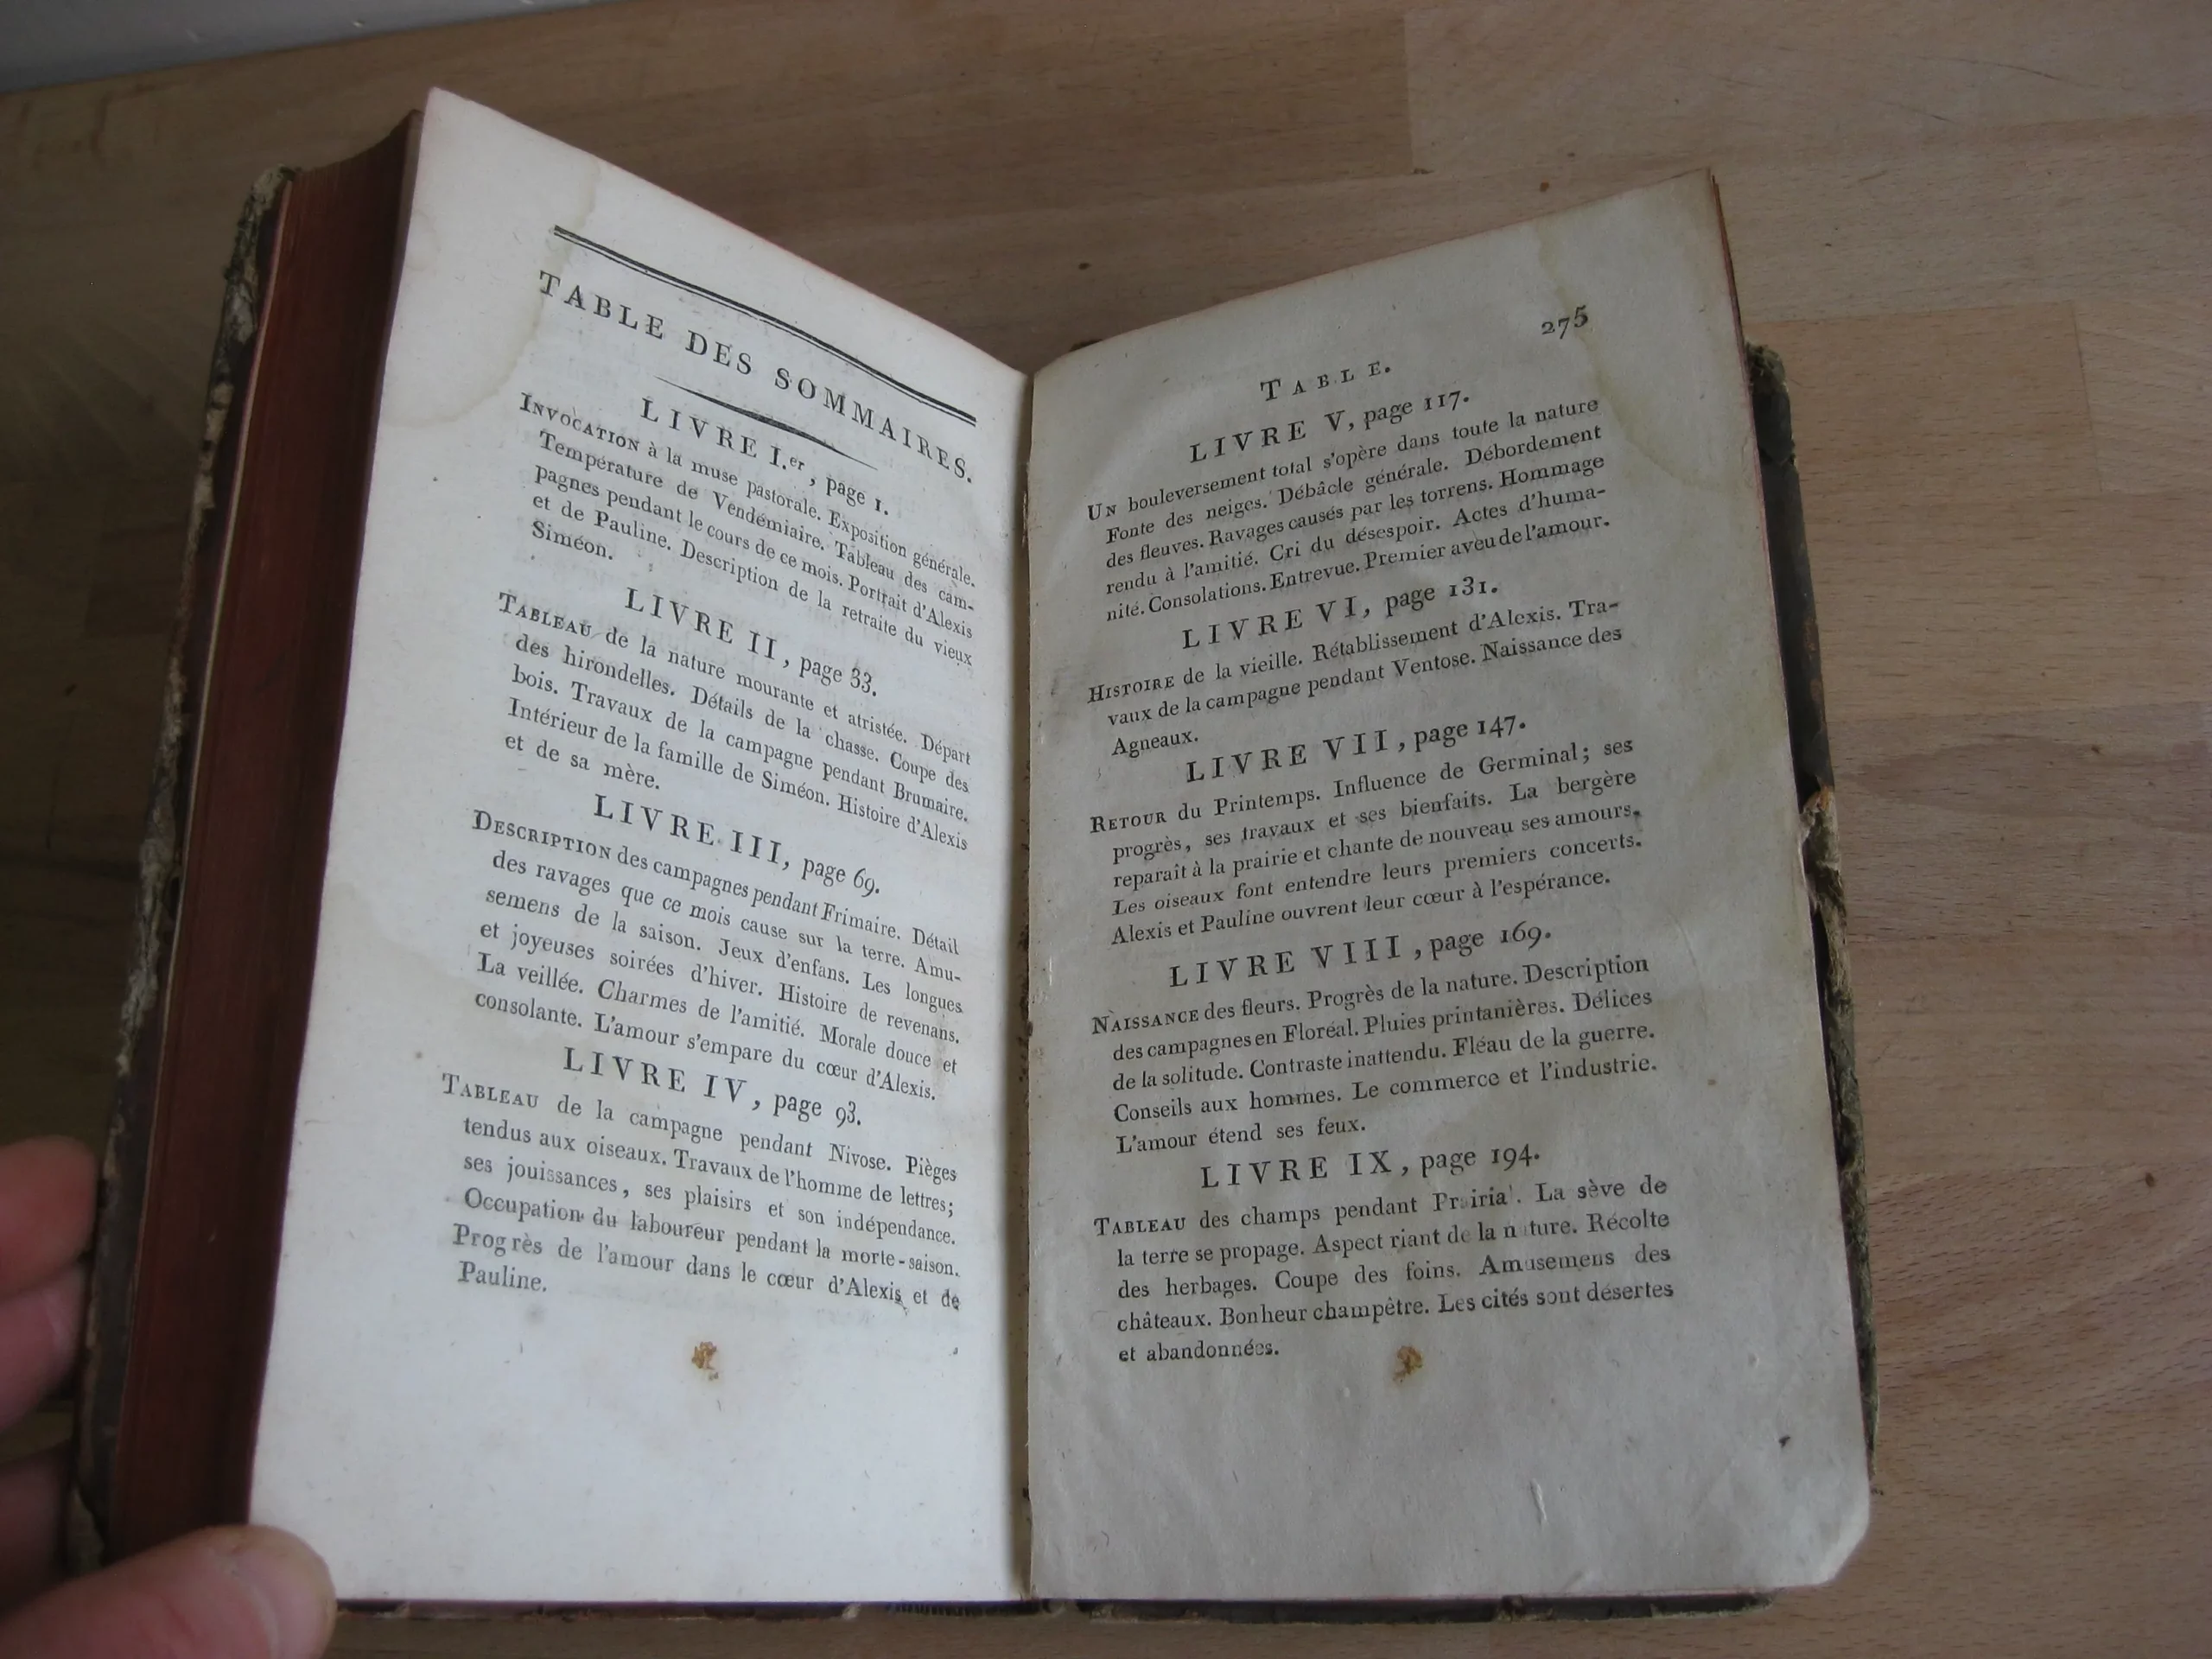 TABLE DES SOMMAIRES.
LIVRE I.er, page 1.
INVOCATION à la muse pastorale. Exposition générale.
Température de Vendémiaire. Tableau des cam-
pagnes pendant le cours de ce mois. Portrait d'Alexis
et de Pauline. Description de la retraite du vieux
Siméon.
LIVRE II, page 33.
TABLEAU de la nature mourante et atristée. Départ
des hirondelles. Détails de la chasse. Coupe des
bois. Travaux de la campagne pendant Brumaire.
Intérieur de la famille de Siméon. Histoire d'Alexis
et de sa mère.
LIVRE III, page 69.
DESCRIPTION des campagnes pendant Frimaire. Détail
des ravages que ce mois cause sur la terre. Amu-
semens de la saison. Jeux d'enfans. Les longues
et joyeuses soirées d'hiver. Histoire de revenans.
La veillée. Charmes de l'amitié. Morale douce et
consolante. L'amour s'empare du cœur d'Alexis.
LIVRE IV, page 93.
TABLEAU de la campagne pendant Nivose. Pièges
tendus aux oiseaux. Travaux de l'homme de lettres;
ses jouissances, ses plaisirs et son indépendance.
Occupation du laboureur pendant la morte-saison.
Progrès de l'amour dans le cœur d'Alexis et de
Pauline.
TABLE. 275
LIVRE V, page 117.
UN bouleversement total s'opère dans toute la nature
Fonte des neiges. Débâcle générale. Débordement
des fleuves. Ravages causés par les torrens. Hommage
rendu à l'amitié. Cri du désespoir. Actes d'huma-
nité. Consolations. Entrevue. Premier aveu de l'amour.
LIVRE VI, page 131.
HISTOIRE de la vieille. Rétablissement d'Alexis. Tra-
vaux de la campagne pendant Ventose. Naissance des
Agneaux.
LIVRE VII, page 147.
RETOUR du Printemps. Influence de Germinal; ses
progrès, ses travaux et ses bienfaits. La bergère
reparaît à la prairie et chante de nouveau ses amours.
Les oiseaux font entendre leurs premiers concerts.
Alexis et Pauline ouvrent leur cœur à l'espérance.
LIVRE VIII, page 169.
NAISSANCE des fleurs. Progrès de la nature. Description
des campagnes en Floréal. Pluies printanières. Délices
de la solitude. Contraste inattendu. Fléau de la guerre.
Conseils aux hommes. Le commerce et l'industrie.
L'amour étend ses feux.
LIVRE IX, page 194.
TABLEAU des champs pendant Prairial. La sève de
la terre se propage. Aspect riant de la nature. Récolte
des herbages. Coupe des foins. Amusemens des
châteaux. Bonheur champètre. Les cités sont désertes
et abandonnées.